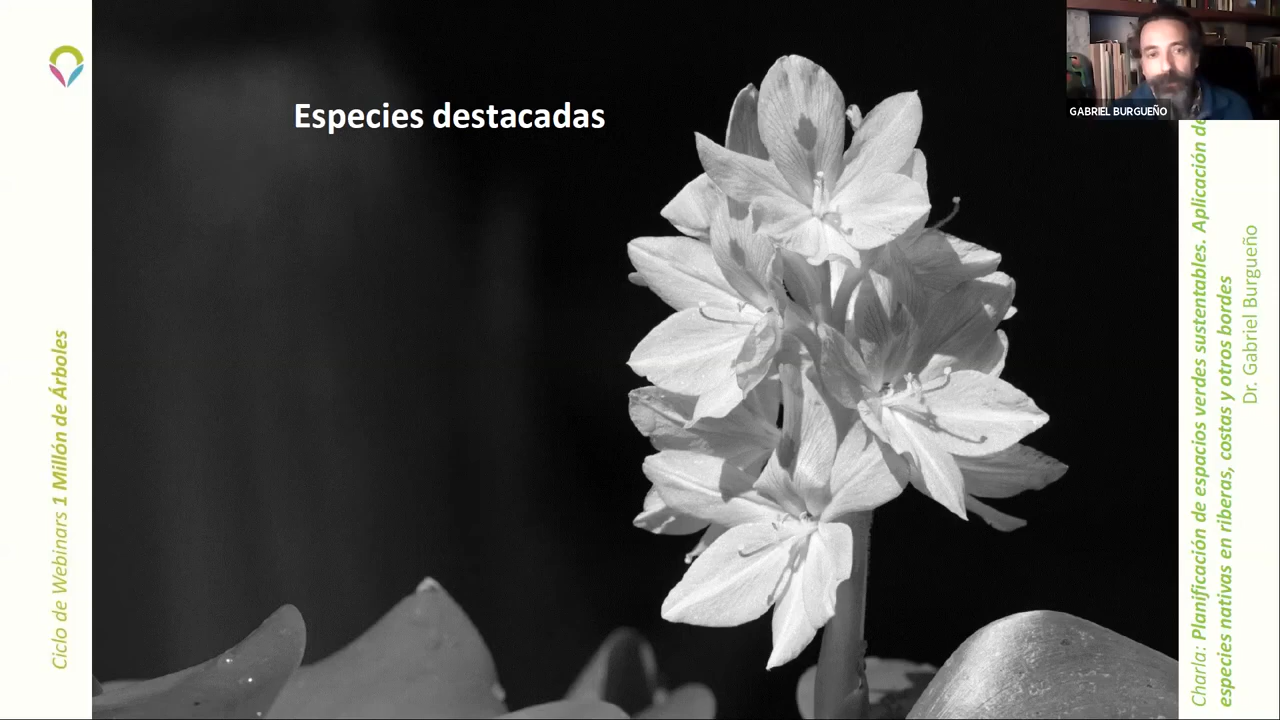 Especies destacadas
GABRIEL BURGUEÑO
Ciclo de Webinars 1 Millón de Árboles
Charla: Planificación de espacios verdes sustentables. Aplicación de
especies nativas en riberas, costas y otros bordes
Dr. Gabriel Burgueño